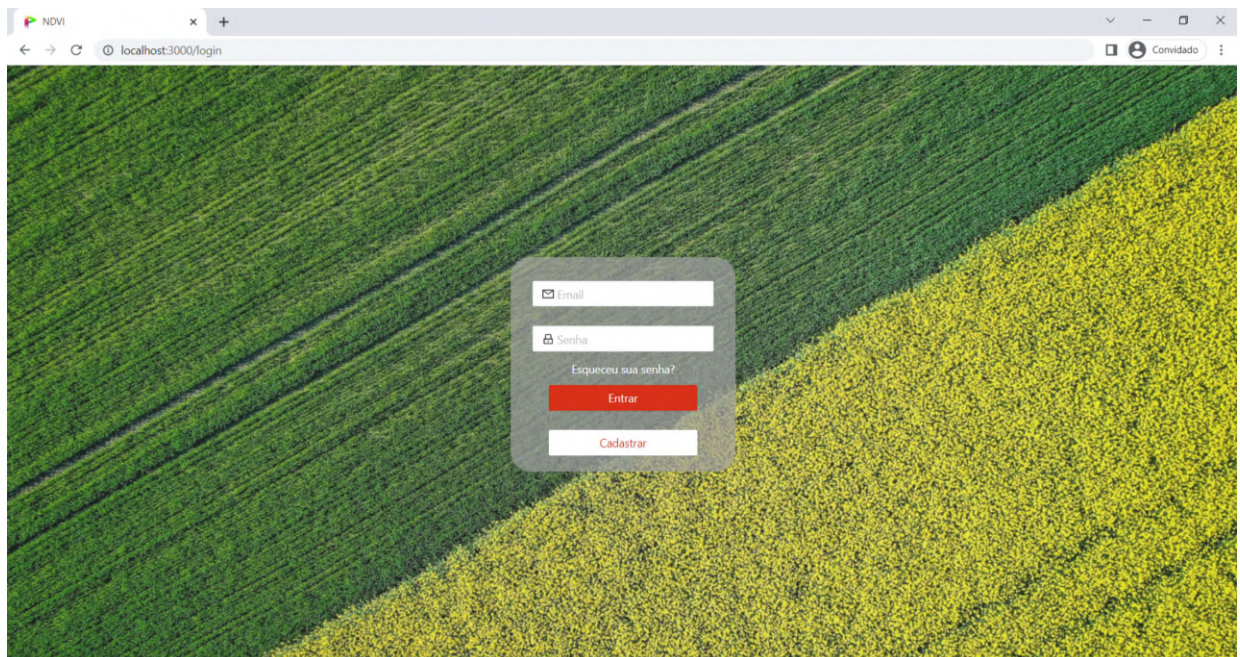 NDVI
localhost:3000/login
Convidado
Email
Senha
Esqueceu sua senha?
Entrar
Cadastrar